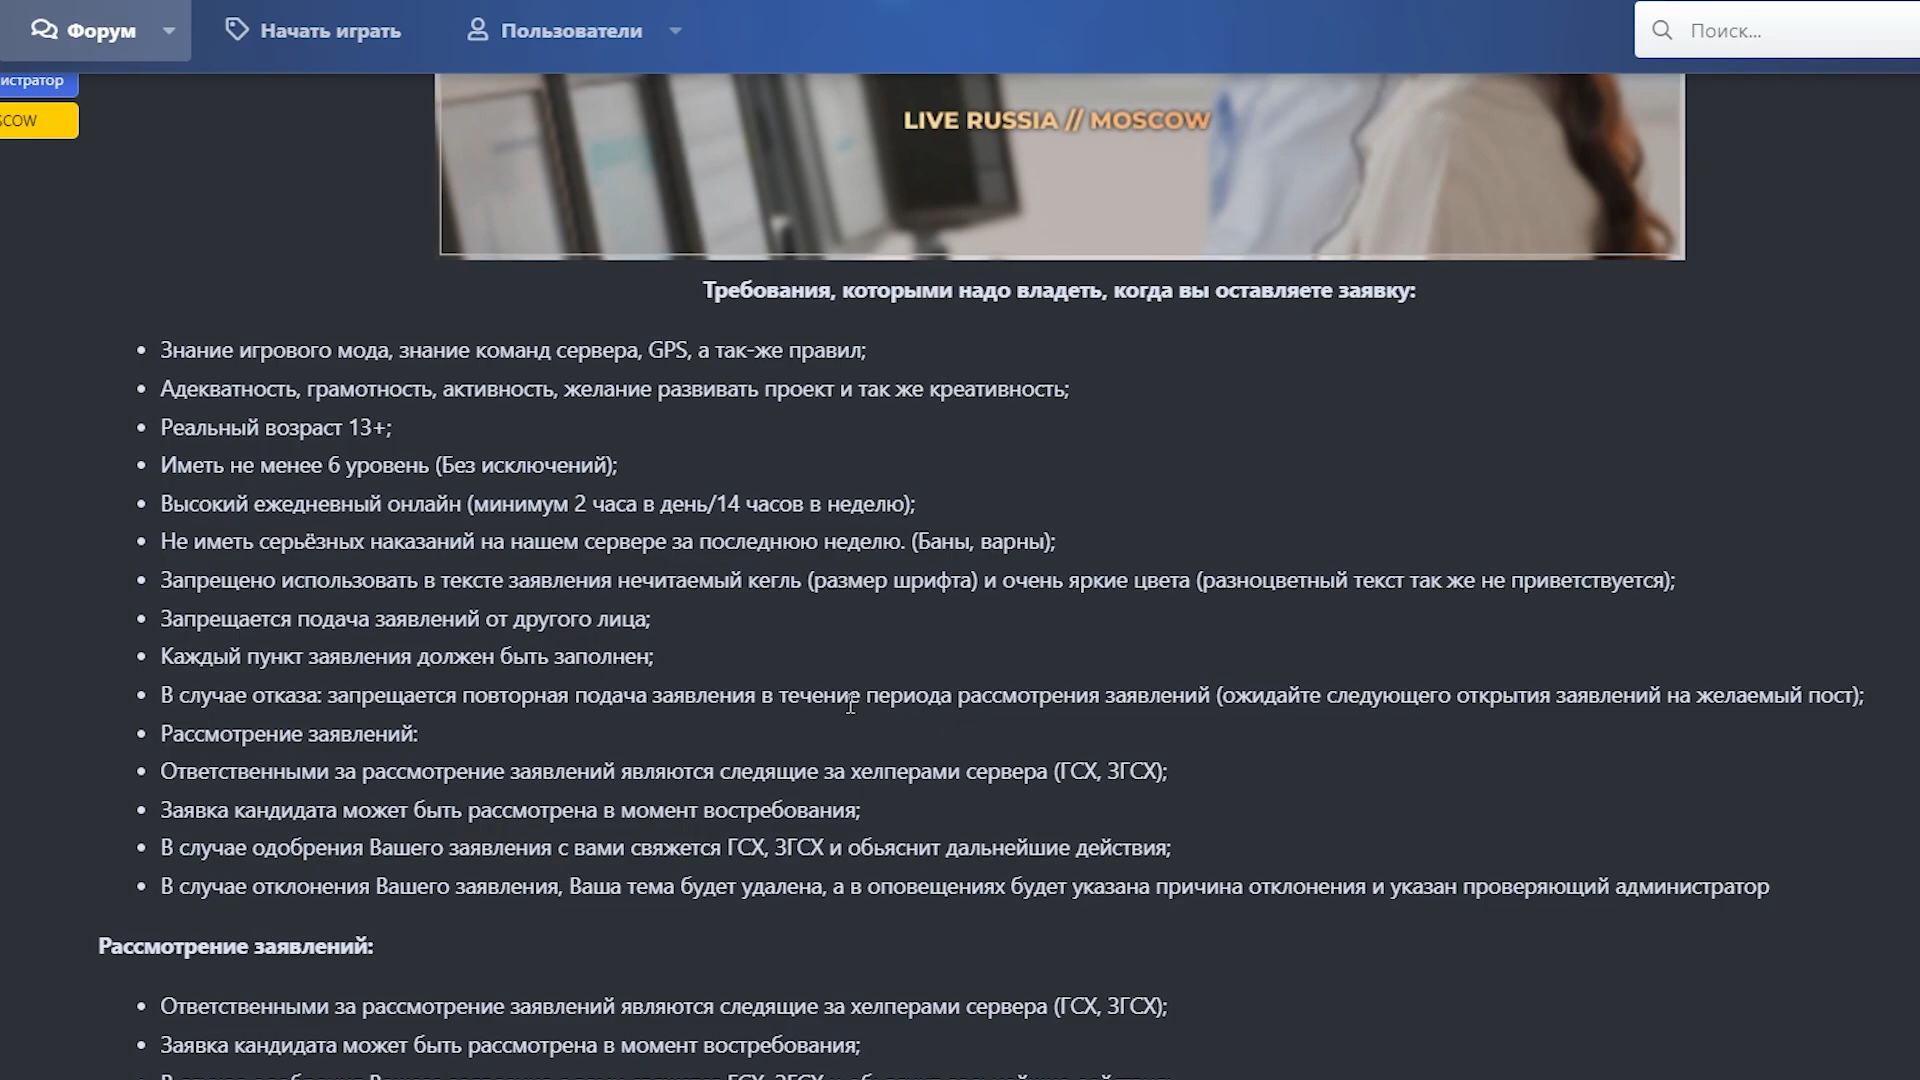 Форум
Начать играть
Пользователи
Поиск...
истратор
SCOW
LIVE RUSSIA // MOSCOW
Требования, которыми надо владеть, когда вы оставляете заявку:
Знание игрового мода, знание команд сервера, GPS, а так-же правил;
Адекватность, грамотность, активность, желание развивать проект и так же креативность;
Реальный возраст 13+;
Иметь не менее 6 уровень (Без исключений);
Высокий ежедневный онлайн (минимум 2 часа в день/14 часов в неделю);
Не иметь серьёзных наказаний на нашем сервере за последнюю неделю. (Баны, варны);
Запрещено использовать в тексте заявления нечитаемый кегль (размер шрифта) и очень яркие цвета (разноцветный текст так же не приветствуется);
Запрещается подача заявлений от другого лица;
Каждый пункт заявления должен быть заполнен;
В случае отказа: запрещается повторная подача заявления в течение периода рассмотрения заявлений (ожидайте следующего открытия заявлений на желаемый пост);
Рассмотрение заявлений:
Ответственными за рассмотрение заявлений являются следящие за хелперами сервера (ГСХ, ЗГСХ);
Заявка кандидата может быть рассмотрена в момент востребования;
В случае одобрения Вашего заявления с вами свяжется ГСХ, ЗГСХ и обьяснит дальнейшие действия;
В случае отклонения Вашего заявления, Ваша тема будет удалена, а в оповещениях будет указана причина отклонения и указан проверяющий администратор
Рассмотрение заявлений:
Ответственными за рассмотрение заявлений являются следящие за хелперами сервера (ГСХ, ЗГСХ);
Заявка кандидата может быть рассмотрена в момент востребования;